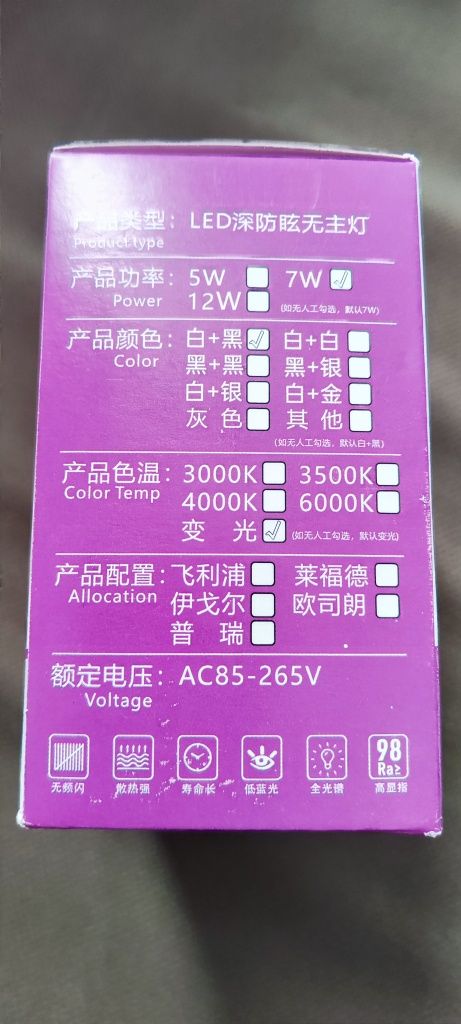 产品类型：LED深防眩无主灯
Product type
产品功率：5W 7W
Power 12W (如无人工勾选，默认7W)
产品颜色：白+黑 白+白
Color 黑+黑 黑+银
白+银 白+金
灰 色 其 他
(如无人工勾选，默认白+黑)
产品色温：3000K 3500K
Color Temp 4000K 6000K
变 光 (如无人工勾选，默认变光)
产品配置：飞利浦 莱福德
Allocation 伊戈尔 欧司朗
普 瑞
额定电压：AC85-265V
Voltage
98
Ra≥
无频闪 散热强 寿命长 低蓝光 全光谱 高显指